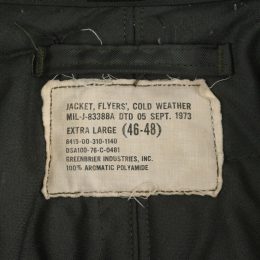 JACKET, FLYERS', COLD WEATHER
MIL-J-83388A DTD 05 SEPT. 1973
EXTRA LARGE (46-48)
8415-00-310-1140
DSA100-76-C-0481
GREENBRIER INDUSTRIES, INC.
100% AROMATIC POLYAMIDE